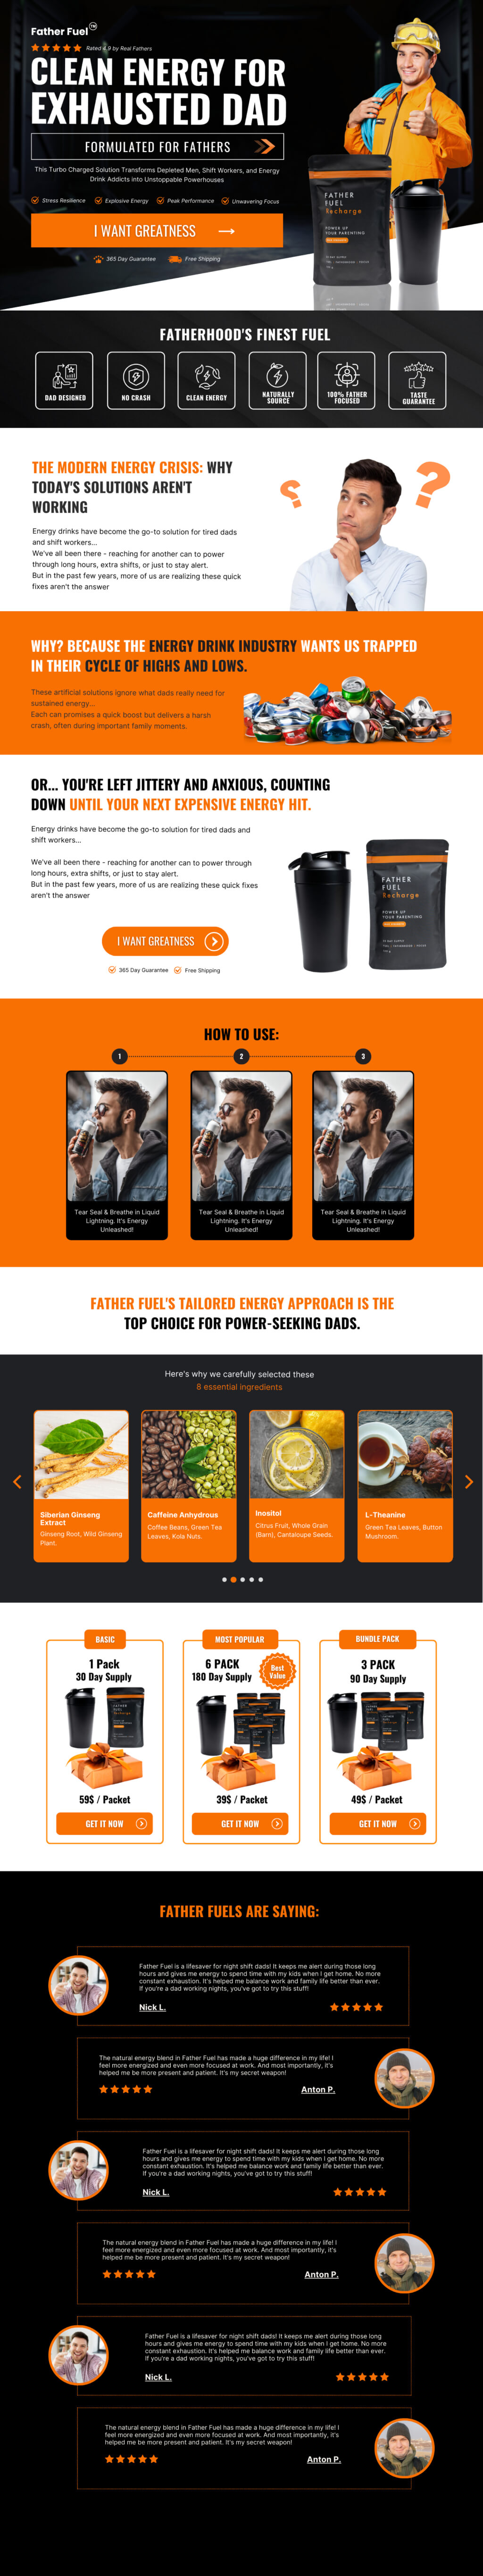 Father Fuel TM
Rated 4.9 by Real Fathers
CLEAN ENERGY FOR
EXHAUSTED DAD
FORMULATED FOR FATHERS
This Turbo Charged Solution Transforms Depleted Men, Shift Workers, and Energy
Drink Addicts into Unstoppable Powerhouses
Stress Resilience Explosive Energy Peak Performance Unwavering Focus
I WANT GREATNESS
365 Day Guarantee Free Shipping
FATHER
FUEL
Recharge
POWER UP
YOUR PARENTING
FATHERHOOD'S FINEST FUEL
DAD DESIGNED
NO CRASH
CLEAN ENERGY
NATURALLY
SOURCE
100% FATHER
FOCUSED
TASTE
GUARANTEE
THE MODERN ENERGY CRISIS: WHY
TODAY'S SOLUTIONS AREN'T
WORKING
Energy drinks have become the go-to solution for tired dads
and shift workers...
We've all been there - reaching for another can to power
through long hours, extra shifts, or just to stay alert.
But in the past few years, more of us are realizing these quick
fixes aren't the answer
? ?
WHY? BECAUSE THE ENERGY DRINK INDUSTRY WANTS US TRAPPED
IN THEIR CYCLE OF HIGHS AND LOWS.
These artificial solutions ignore what dads really need for
sustained energy...
Each can promises a quick boost but delivers a harsh
crash, often during important family moments.
OR... YOU'RE LEFT JITTERY AND ANXIOUS, COUNTING
DOWN UNTIL YOUR NEXT EXPENSIVE ENERGY HIT.
Energy drinks have become the go-to solution for tired dads and
shift workers...
We've all been there - reaching for another can to power through
long hours, extra shifts, or just to stay alert.
But in the past few years, more of us are realizing these quick fixes
aren't the answer
I WANT GREATNESS
365 Day Guarantee Free Shipping
FATHER
FUEL
Recharge
POWER UP
YOUR PARENTING
HOW TO USE:
1 2 3
Tear Seal & Breathe in Liquid
Lightning. It's Energy
Unleashed!
Tear Seal & Breathe in Liquid
Lightning. It's Energy
Unleashed!
Tear Seal & Breathe in Liquid
Lightning. It's Energy
Unleashed!
FATHER FUEL'S TAILORED ENERGY APPROACH IS THE
TOP CHOICE FOR POWER-SEEKING DADS.
Here's why we carefully selected these
8 essential ingredients
Siberian Ginseng
Extract
Ginseng Root, Wild Ginseng
Plant.
Caffeine Anhydrous
Coffee Beans, Green Tea
Leaves, Kola Nuts.
Inositol
Citrus Fruit, Whole Grain
(Barn), Cantaloupe Seeds.
L-Theanine
Green Tea Leaves, Button
Mushroom.
BASIC
1 Pack
30 Day Supply
FATHER
FUEL
Recharge
59$ / Packet
GET IT NOW
MOST POPULAR
6 PACK
180 Day Supply
Best
Value
39$ / Packet
GET IT NOW
BUNDLE PACK
3 PACK
90 Day Supply
49$ / Packet
GET IT NOW
FATHER FUELS ARE SAYING:
Father Fuel is a lifesaver for night shift dads! It keeps me alert during those long
hours and gives me energy to spend time with my kids when I get home. No more
constant exhaustion. It's helped me balance work and family life better than ever.
If you're a dad working nights, you've got to try this stuff!
Nick L.
The natural energy blend in Father Fuel has made a huge difference in my life! I
feel more energized and even more focused at work. And most importantly, it's
helped me be more present and patient. It's my secret weapon!
Anton P.
Father Fuel is a lifesaver for night shift dads! It keeps me alert during those long
hours and gives me energy to spend time with my kids when I get home. No more
constant exhaustion. It's helped me balance work and family life better than ever.
If you're a dad working nights, you've got to try this stuff!
Nick L.
The natural energy blend in Father Fuel has made a huge difference in my life! I
feel more energized and even more focused at work. And most importantly, it's
helped me be more present and patient. It's my secret weapon!
Anton P.
Father Fuel is a lifesaver for night shift dads! It keeps me alert during those long
hours and gives me energy to spend time with my kids when I get home. No more
constant exhaustion. It's helped me balance work and family life better than ever.
If you're a dad working nights, you've got to try this stuff!
Nick L.
The natural energy blend in Father Fuel has made a huge difference in my life! I
feel more energized and even more focused at work. And most importantly, it's
helped me be more present and patient. It's my secret weapon!
Anton P.